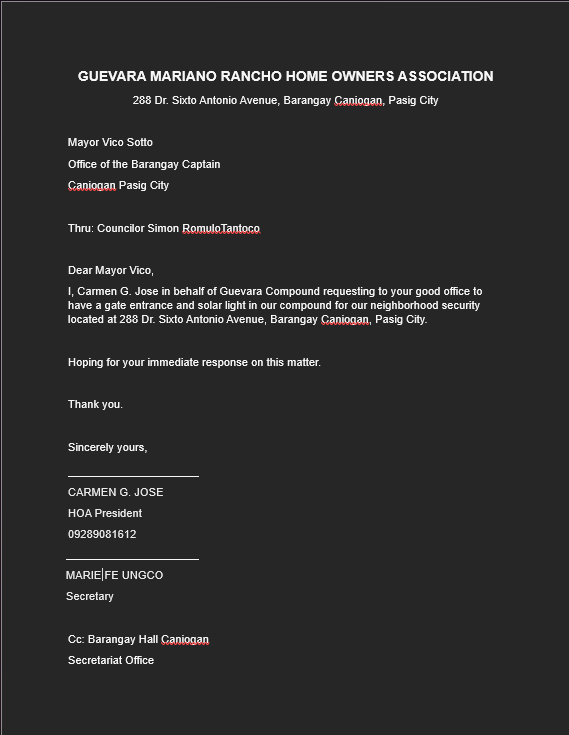 GUEVARA MARIANO RANCHO HOME OWNERS ASSOCIATION
288 Dr. Sixto Antonio Avenue, Barangay Caniogan, Pasig City
Mayor Vico Sotto
Office of the Barangay Captain
Caniogan Pasig City
Thru: Councilor Simon RomuloTantoco
Dear Mayor Vico,
I, Carmen G. Jose in behalf of Guevara Compound requesting to your good office to
have a gate entrance and solar light in our compound for our neighborhood security
located at 288 Dr. Sixto Antonio Avenue, Barangay Caniogan, Pasig City.
Hoping for your immediate response on this matter.
Thank you.
Sincerely yours,
CARMEN G. JOSE
HOA President
09289081612
MARIE FE UNGCO
Secretary
Cc: Barangay Hall Caniogan
Secretariat Office